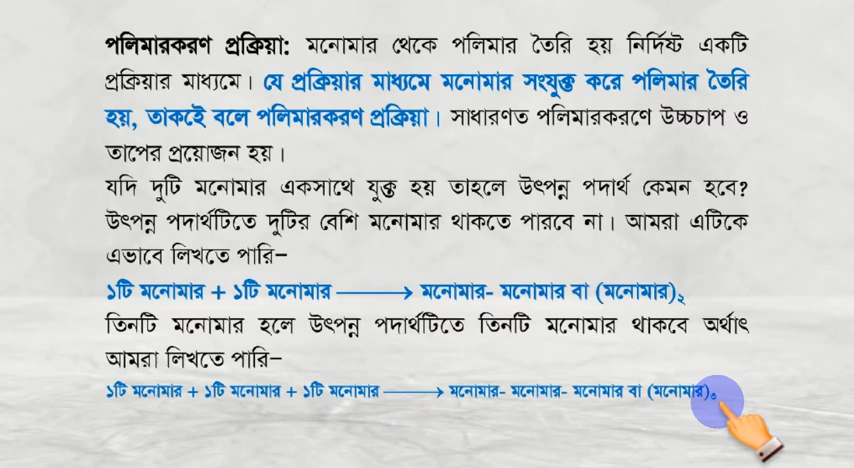 পলিমারকরণ প্রক্রিয়া: মনোমার থেকে পলিমার তৈরি হয় নির্দিষ্ট একটি
প্রক্রিয়ার মাধ্যমে। যে প্রক্রিয়ার মাধ্যমে মনোমার সংযুক্ত করে পলিমার তৈরি
হয়, তাকেই বলে পলিমারকরণ প্রক্রিয়া। সাধারণত পলিমারকরণে উচ্চচাপ ও
তাপের প্রয়োজন হয়।
যদি দুটি মনোমার একসাথে যুক্ত হয় তাহলে উৎপন্ন পদার্থ কেমন হবে?
উৎপন্ন পদার্থটিতে দুটির বেশি মনোমার থাকতে পারবে না। আমরা এটিকে
এভাবে লিখতে পারি–
১টি মনোমার + ১টি মনোমার ⟶ মনোমার- মনোমার বা (মনোমার)₂
তিনটি মনোমার হলে উৎপন্ন পদার্থটিতে তিনটি মনোমার থাকবে অর্থাৎ
আমরা লিখতে পারি–
১টি মনোমার + ১টি মনোমার + ১টি মনোমার ⟶ মনোমার- মনোমার- মনোমার বা (মনোমার)₃